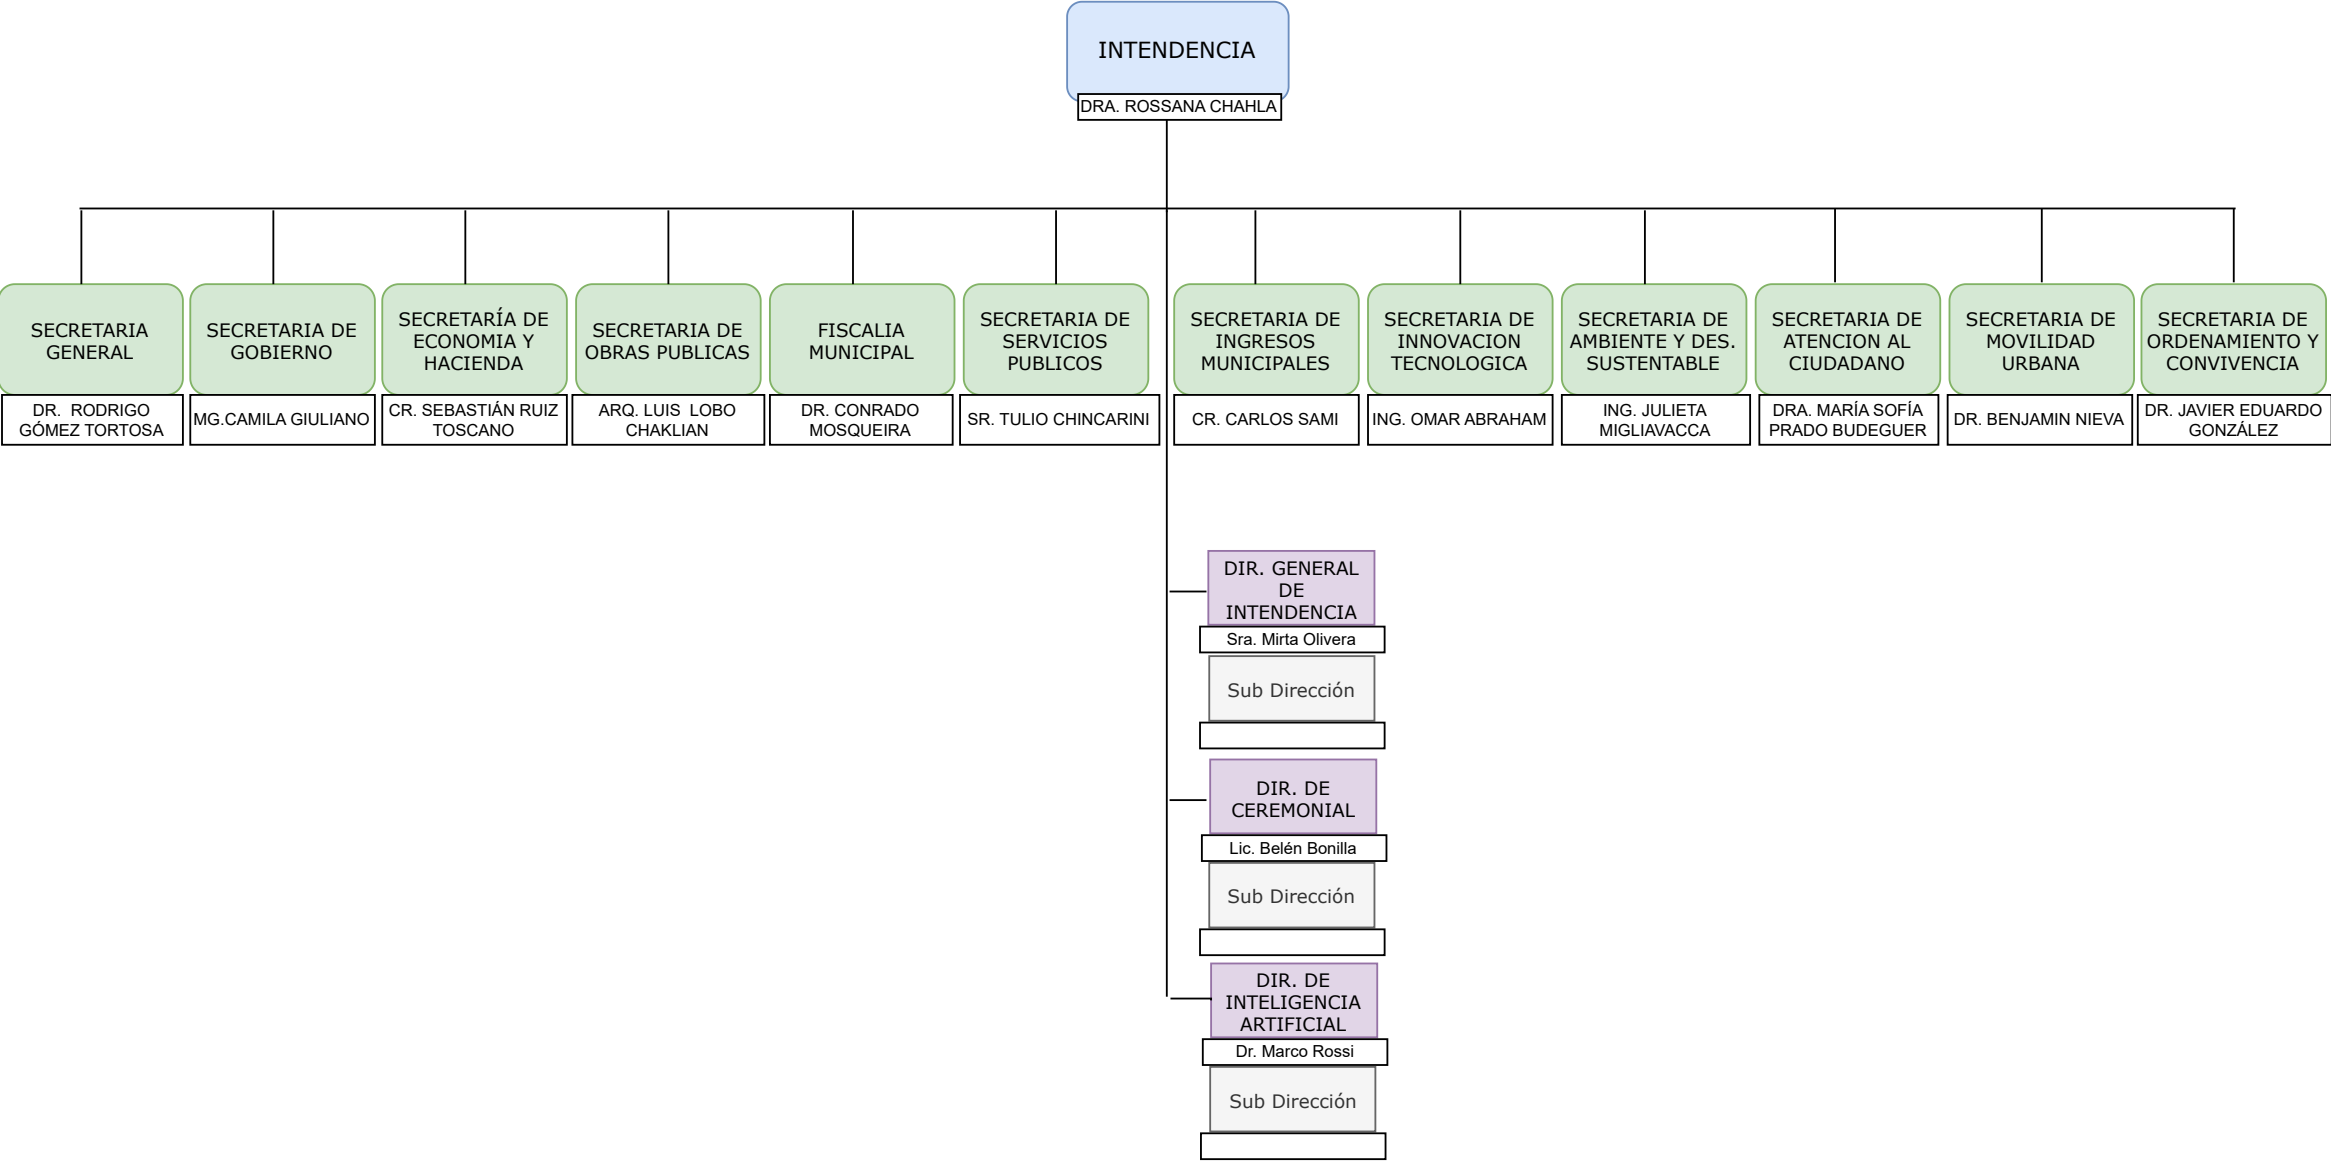 INTENDENCIA
DRA. ROSSANA CHAHLA
SECRETARIA
GENERAL
DR. RODRIGO
GÓMEZ TORTOSA
SECRETARIA DE
GOBIERNO
MG.CAMILA GIULIANO
SECRETARÍA DE
ECONOMIA Y
HACIENDA
CR. SEBASTIÁN RUIZ
TOSCANO
SECRETARIA DE
OBRAS PUBLICAS
ARQ. LUIS LOBO
CHAKLIAN
FISCALIA
MUNICIPAL
DR. CONRADO
MOSQUEIRA
SECRETARIA DE
SERVICIOS
PUBLICOS
SR. TULIO CHINCARINI
SECRETARIA DE
INGRESOS
MUNICIPALES
CR. CARLOS SAMI
SECRETARIA DE
INNOVACION
TECNOLOGICA
ING. OMAR ABRAHAM
SECRETARIA DE
AMBIENTE Y DES.
SUSTENTABLE
ING. JULIETA
MIGLIAVACCA
SECRETARIA DE
ATENCION AL
CIUDADANO
DRA. MARÍA SOFÍA
PRADO BUDEGUER
SECRETARIA DE
MOVILIDAD
URBANA
DR. BENJAMIN NIEVA
SECRETARIA DE
ORDENAMIENTO Y
CONVIVENCIA
DR. JAVIER EDUARDO
GONZÁLEZ
DIR. GENERAL
DE
INTENDENCIA
Sra. Mirta Olivera
Sub Dirección
DIR. DE
CEREMONIAL
Lic. Belén Bonilla
Sub Dirección
DIR. DE
INTELIGENCIA
ARTIFICIAL
Dr. Marco Rossi
Sub Dirección